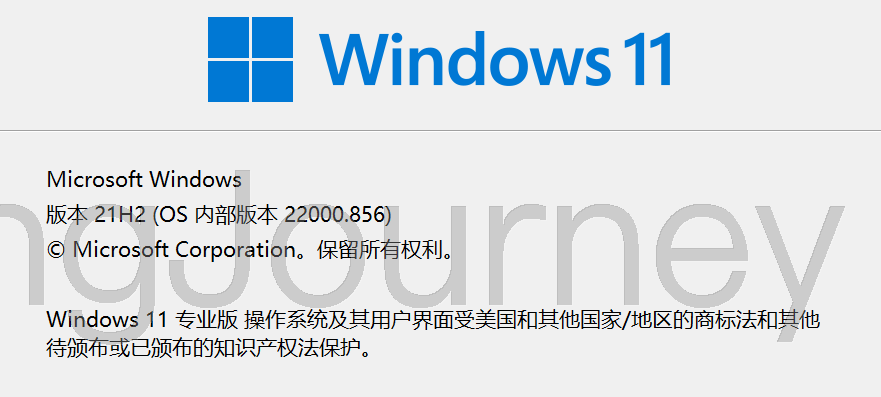 Windows 11
Microsoft Windows
版本 21H2 (OS 内部版本 22000.856)
© Microsoft Corporation。保留所有权利。
ngJourney
Windows 11 专业版 操作系统及其用户界面受美国和其他国家/地区的商标法和其他
待颁布或已颁布的知识产权法保护。